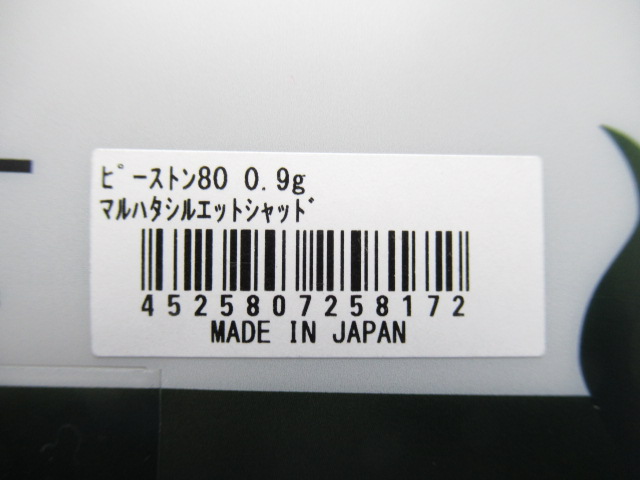 ﾋﾟｰｽﾄﾝ80 0.9g
ﾏﾙﾊﾀｼﾙｴｯﾄｼｬｯﾄﾞ
4525807258172
MADE IN JAPAN